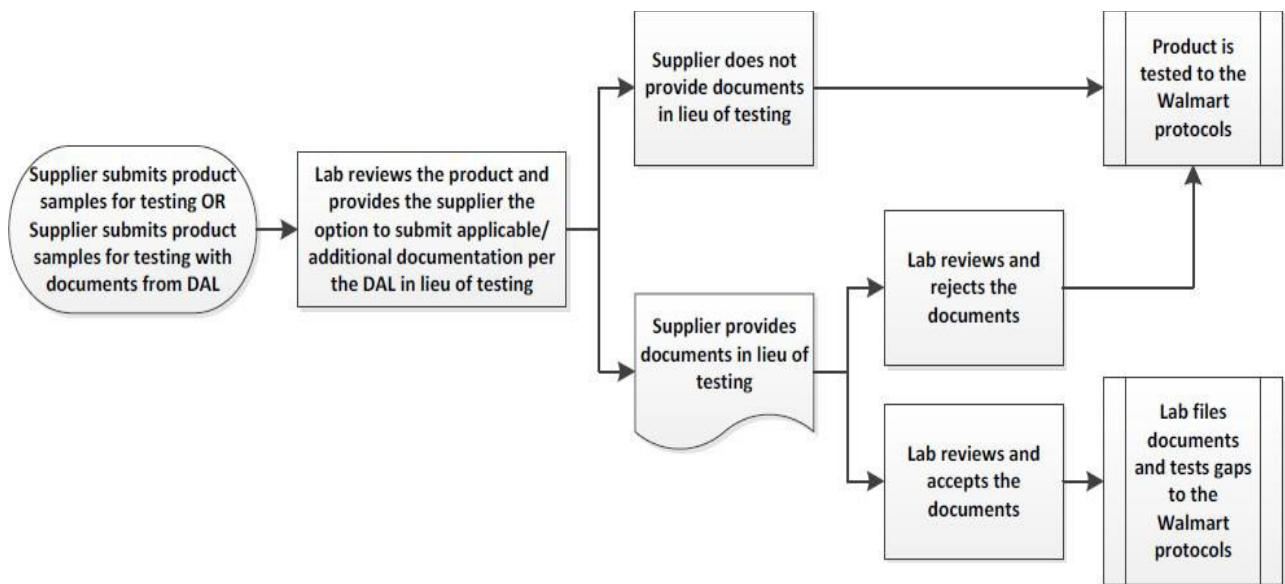 Supplier submits product
samples for testing OR
Supplier submits product
samples for testing with
documents from DAL
Lab reviews the product and
provides the supplier the
option to submit applicable/
additional documentation per
the DAL in lieu of testing
Supplier does not
provide documents
in lieu of testing
Product is
tested to the
Walmart
protocols
Supplier provides
documents in lieu of
testing
Lab reviews and
rejects the
documents
Lab reviews and
accepts the
documents
Lab files
documents
and tests gaps
to the
Walmart
protocols